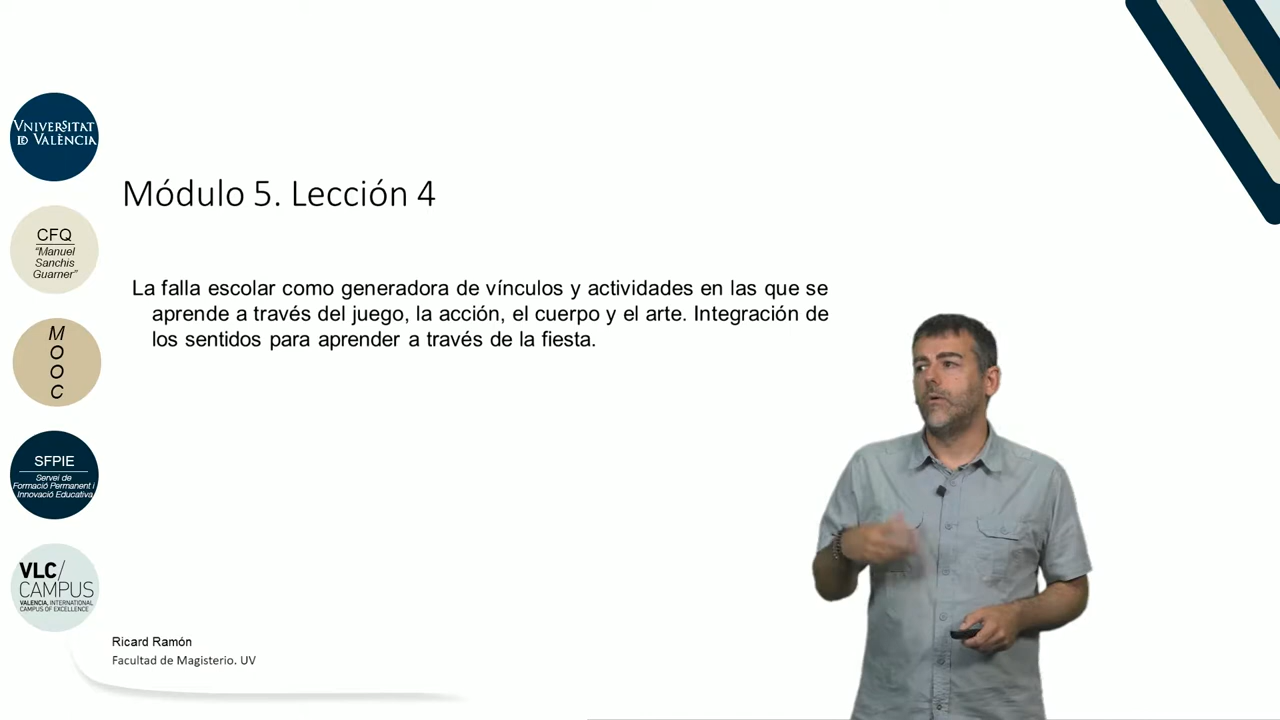 VNIVERSITAT
ID VALÈNCIA
CFQ
"Manuel
Sanchis
Guarner"
M
O
O
C
SFPIE
Servei de
Formació Permanent i
Innovació Educativa
VLC/
CAMPUS
VALENCIA, INTERNATIONAL
CAMPUS OF EXCELLENCE
Módulo 5. Lección 4
La falla escolar como generadora de vínculos y actividades en las que se
aprende a través del juego, la acción, el cuerpo y el arte. Integración de
los sentidos para aprender a través de la fiesta.
Ricard Ramón
Facultad de Magisterio. UV